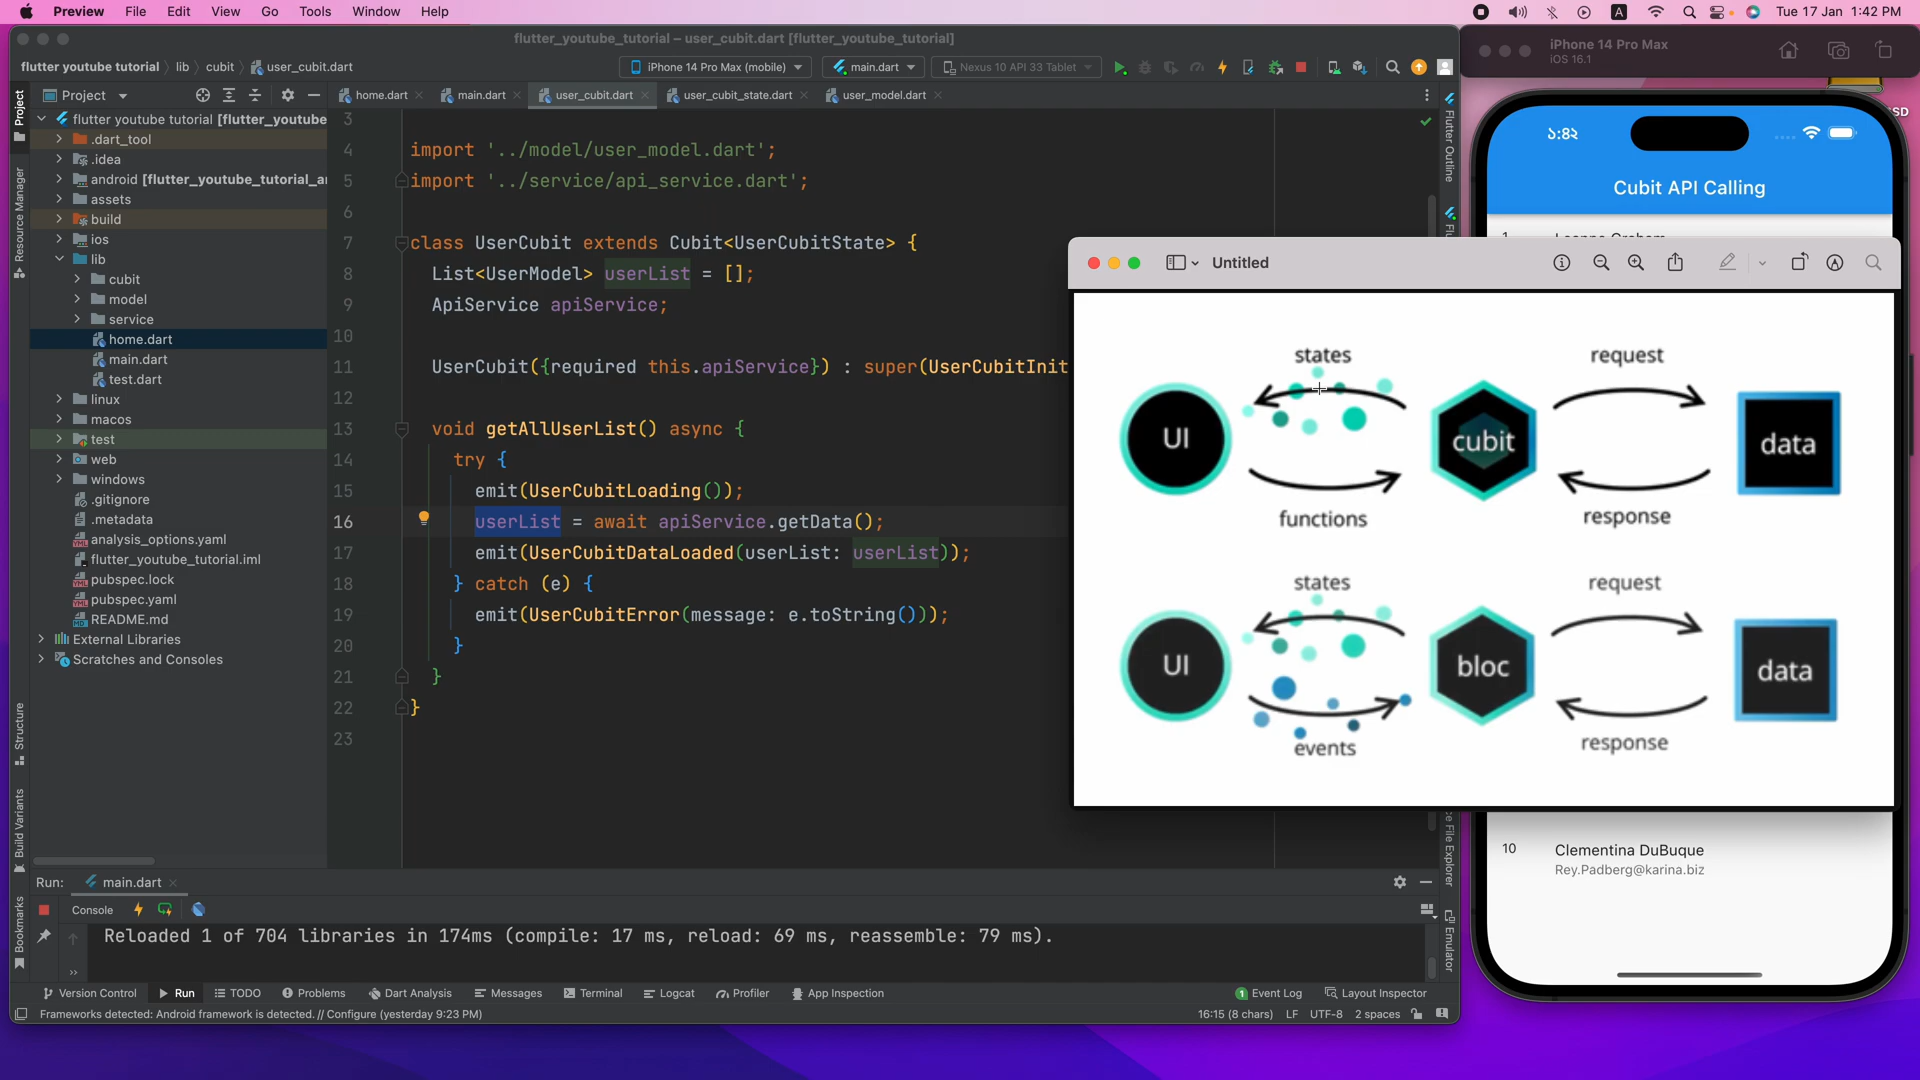 Preview File Edit View Go Tools Window Help
A Tue 17 Jan 1:42 PM
flutter_youtube_tutorial – user_cubit.dart [flutter_youtube_tutorial]
flutter youtube tutorial lib cubit user_cubit.dart
iPhone 14 Pro Max (mobile) main.dart Nexus 10 API 33 Tablet
Project
home.dart main.dart user_cubit.dart user_cubit_state.dart user_model.dart
flutter youtube tutorial [flutter_youtube
.dart_tool
.idea
android [flutter_youtube_tutorial_ar
assets
build
ios
lib
cubit
model
service
home.dart
main.dart
test.dart
linux
macos
test
web
windows
.gitignore
.metadata
analysis_options.yaml
flutter_youtube_tutorial.iml
pubspec.lock
pubspec.yaml
README.md
External Libraries
Scratches and Consoles
Project
Resource Manager
Structure
Build Variants
Bookmarks
3
4 import '../model/user_model.dart';
5 import '../service/api_service.dart';
6
7 class UserCubit extends Cubit<UserCubitState> {
8 List<UserModel> userList = [];
9 ApiService apiService;
10
11 UserCubit({required this.apiService}) : super(UserCubitInit
12
13 void getAllUserList() async {
14 try {
15 emit(UserCubitLoading());
16 userList = await apiService.getData();
17 emit(UserCubitDataLoaded(userList: userList));
18 } catch (e) {
19 emit(UserCubitError(message: e.toString()));
20 }
21 }
22 }
23
Flutter Outline
Emulator
iPhone 14 Pro Max
iOS 16.1
SD
১:৪২
Cubit API Calling
Untitled
states request
UI cubit data
functions response
states request
UI bloc data
events response
10 Clementina DuBuque
Rey.Padberg@karina.biz
Run: main.dart
Console
Reloaded 1 of 704 libraries in 174ms (compile: 17 ms, reload: 69 ms, reassemble: 79 ms).
Version Control Run TODO Problems Dart Analysis Messages Terminal Logcat Profiler App Inspection
1 Event Log Layout Inspector
Frameworks detected: Android framework is detected. // Configure (yesterday 9:23 PM)
16:15 (8 chars) LF UTF-8 2 spaces